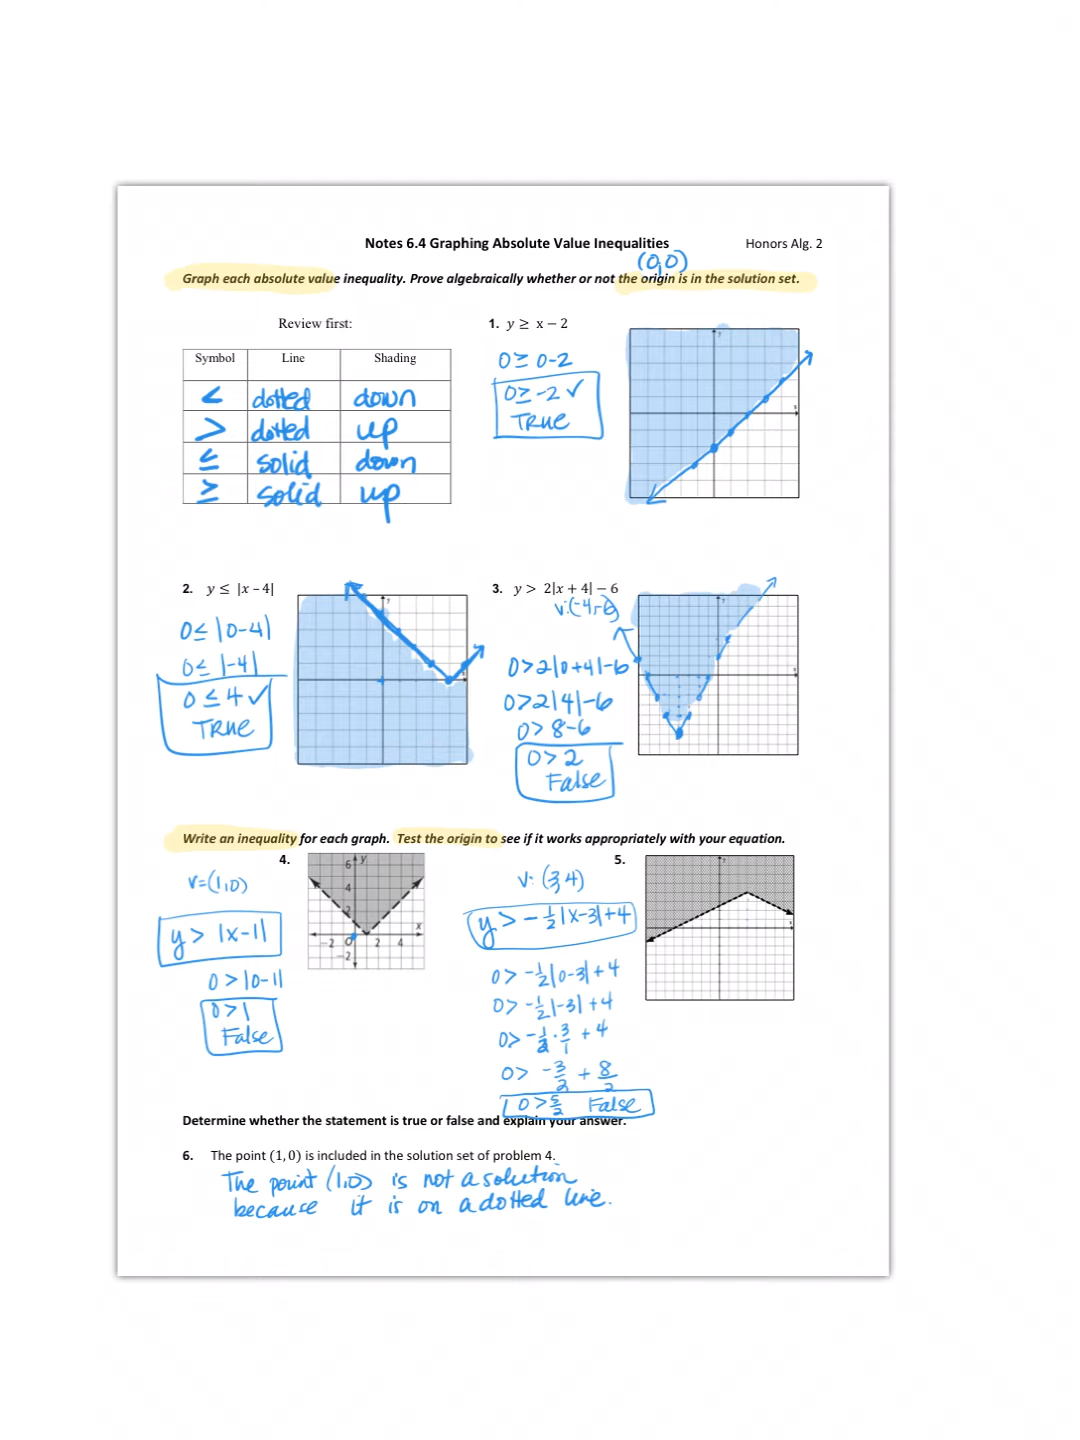 Notes 6.4 Graphing Absolute Value Inequalities Honors Alg. 2
(0,0)
Graph each absolute value inequality. Prove algebraically whether or not the origin is in the solution set.
Review first:
Symbol Line Shading
< dotted down
> dotted up
≤ solid down
≥ solid up
1. y ≥ x – 2
0 ≥ 0-2
0 ≥ -2 ✓
TRUE
2. y ≤ |x – 4|
0 ≤ |0-4|
0 ≤ |-4|
0 ≤ 4 ✓
TRUE
3. y > 2|x + 4| – 6
v:(-4,-6)
0>2|0+4|-6
0>2|4|-6
0> 8-6
0> 2
False
Write an inequality for each graph. Test the origin to see if it works appropriately with your equation.
4.
v=(1,0)
y > |x-1|
0 > |0-1|
0>1
False
6 y
4
2
-2 0 2 4 x
-2
5.
v: (3,4)
y > -1/2|x-3|+4
0> -1/2|0-3|+4
0> -1/2|-3|+4
0> -1/2 · 3/1 + 4
0> -3/2 + 8/2
0>5/2 False
Determine whether the statement is true or false and explain your answer.
6. The point (1, 0) is included in the solution set of problem 4.
The point (1,0) is not a solution
because it is on a dotted line.